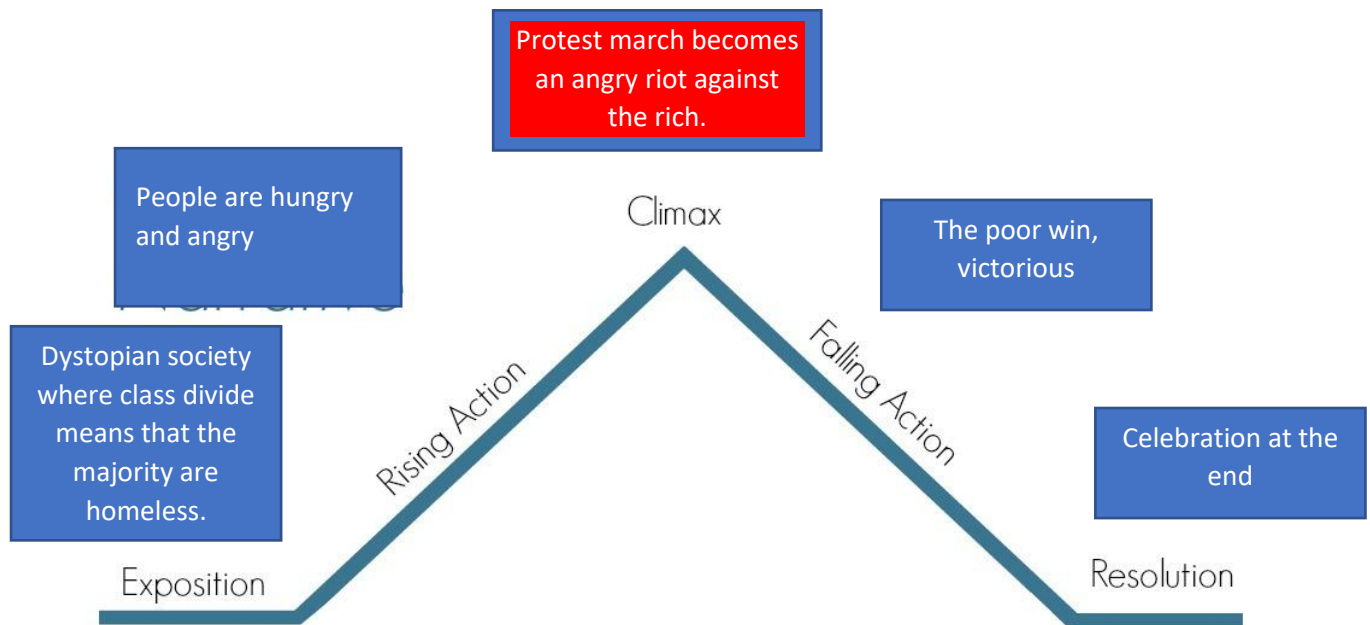 Protest march becomes
an angry riot against
the rich.
People are hungry
and angry
Climax
The poor win,
victorious
Dystopian society
where class divide
means that the
majority are
homeless.
Rising Action
Falling Action
Celebration at the
end
Exposition
Resolution